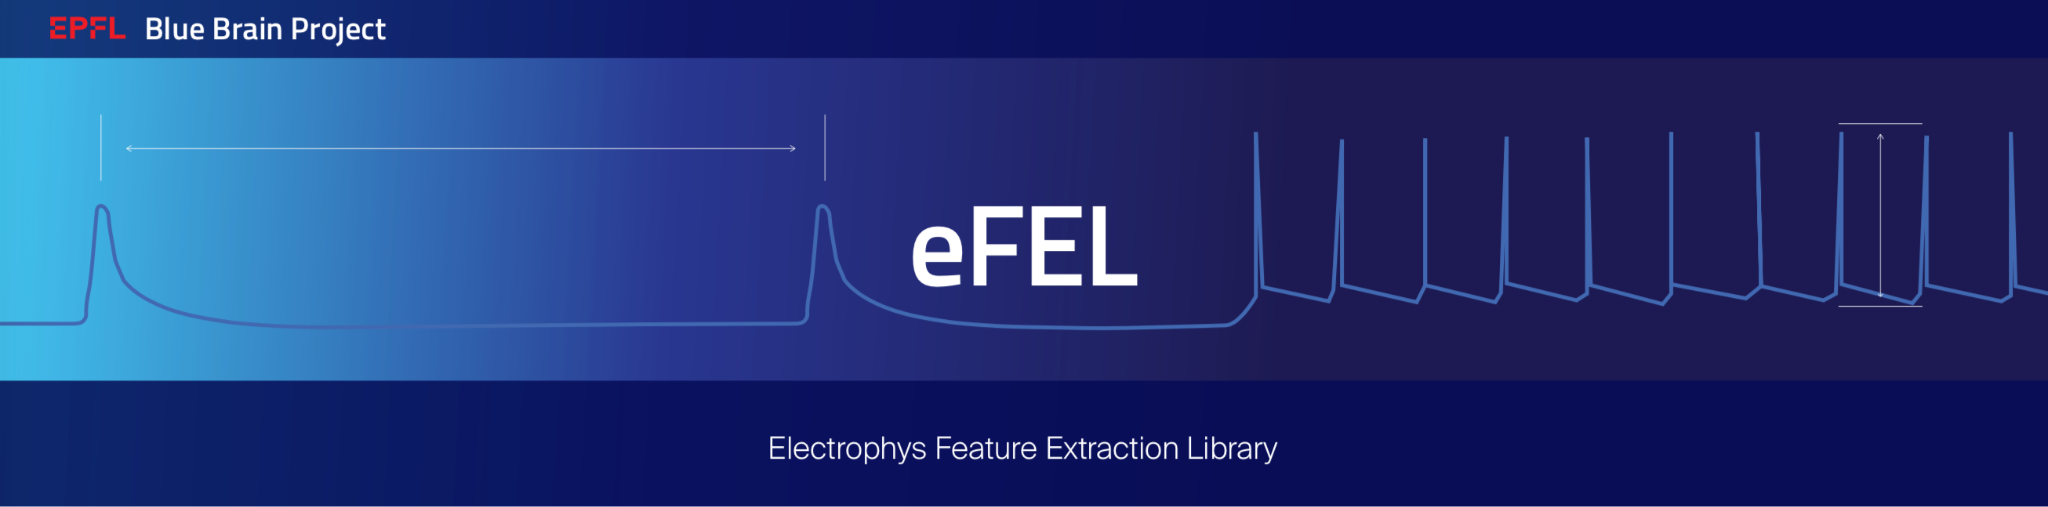 EPFL Blue Brain Project
eFEL
Electrophys Feature Extraction Library